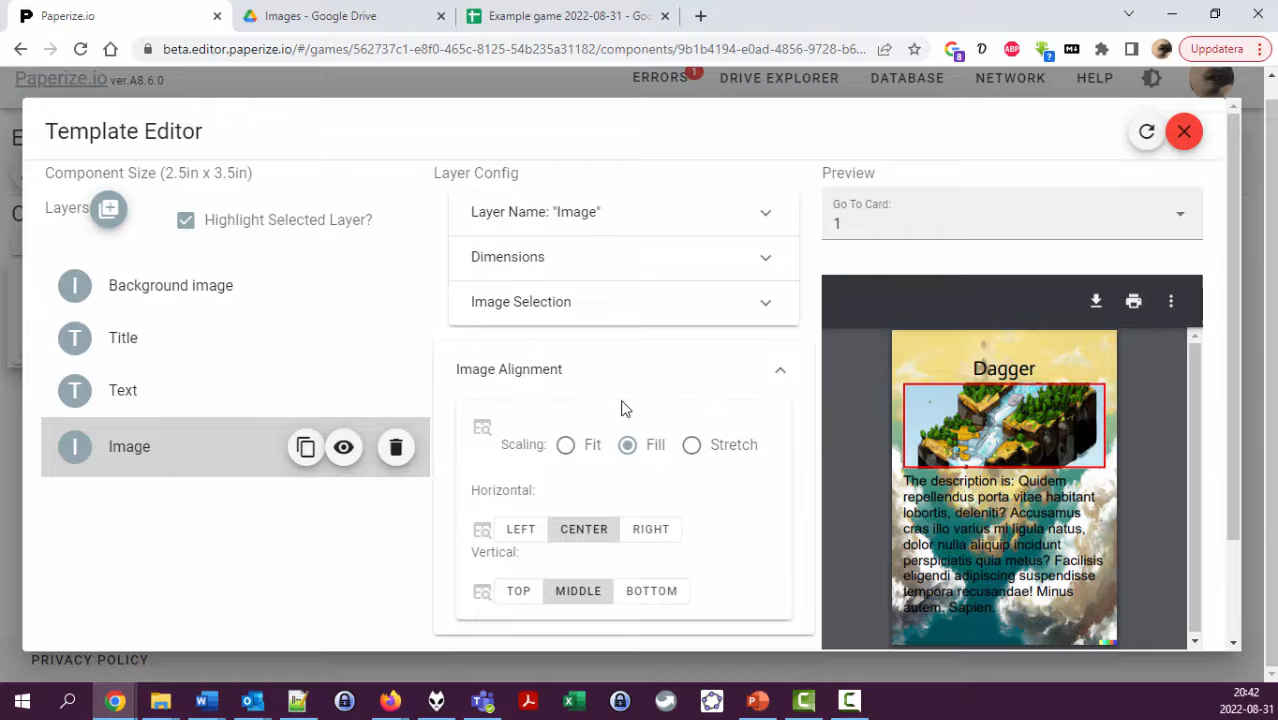 Paperize.io
Images - Google Drive
Example game 2022-08-31 - Goo
beta.editor.paperize.io/#/games/562737c1-e8f0-465c-8125-54b235a31182/components/9b1b4194-e0ad-4856-9728-b6...
8
ABP
?
Uppdatera
Paperize.io ver.A8.6.0
ERRORS 1
DRIVE EXPLORER
DATABASE
NETWORK
HELP
Template Editor
Component Size (2.5in x 3.5in)
Layers
Highlight Selected Layer?
I Background image
T Title
T Text
I Image
Layer Config
Layer Name: "Image"
Dimensions
Image Selection
Image Alignment
Scaling: Fit Fill Stretch
Horizontal:
LEFT CENTER RIGHT
Vertical:
TOP MIDDLE BOTTOM
Preview
Go To Card:
1
Dagger
The description is: Quidem
repellendus porta vitae habitant
lobortis, deleniti? Accusamus
cras illo varius mi ligula natus,
dolor nulla aliquip incidunt
perspiciatis quia metus? Facilisis
eligendi adipiscing suspendisse
tempora recusandae! Minus
autem. Sapien.
PRIVACY POLICY
20:42
2022-08-31